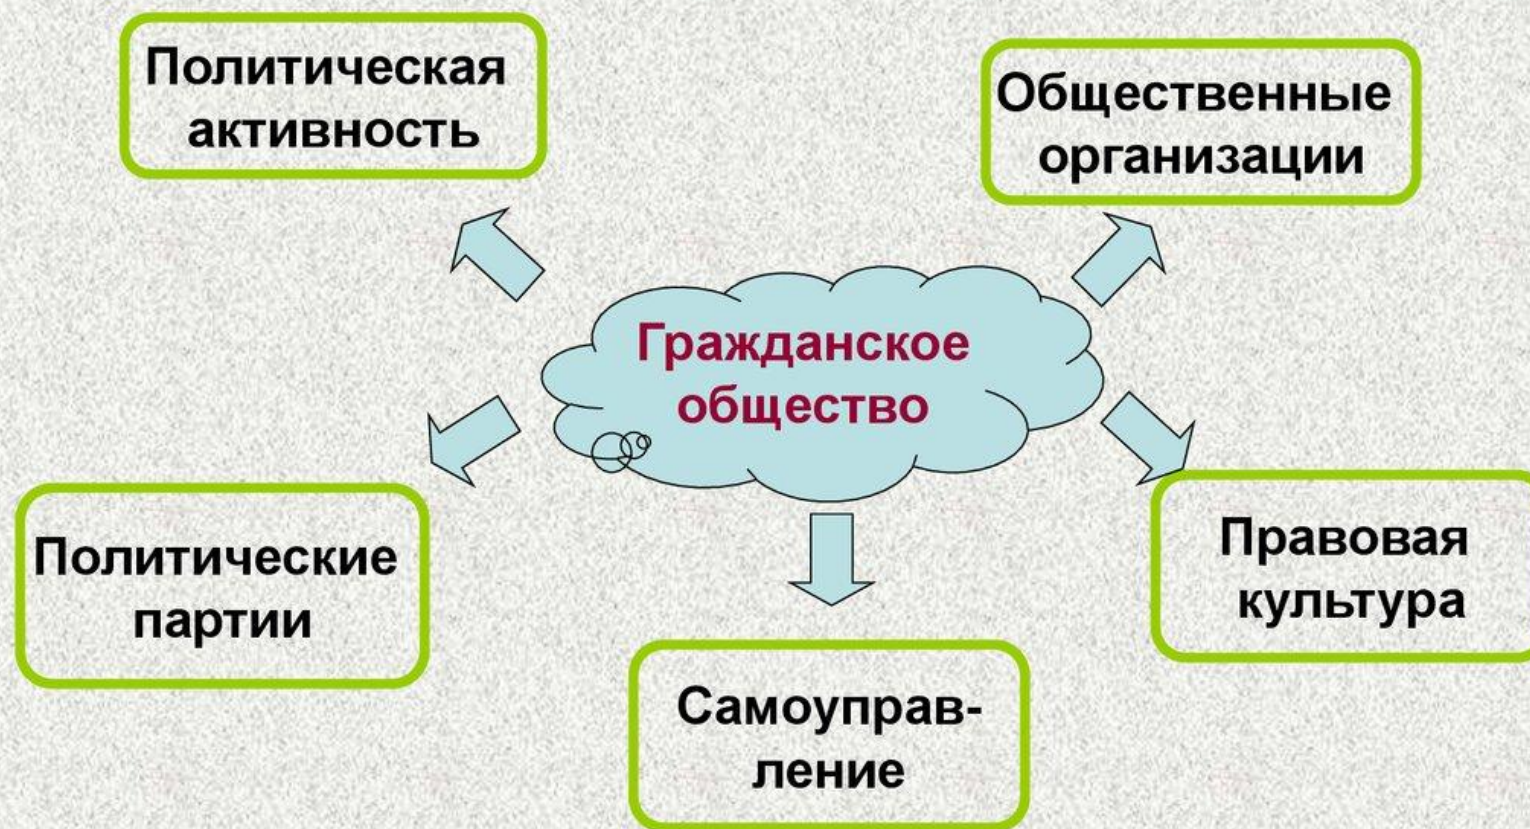 Политическая
активность
Общественные
организации
Гражданское
общество
Политические
партии
Правовая
культура
Самоуправ-
ление